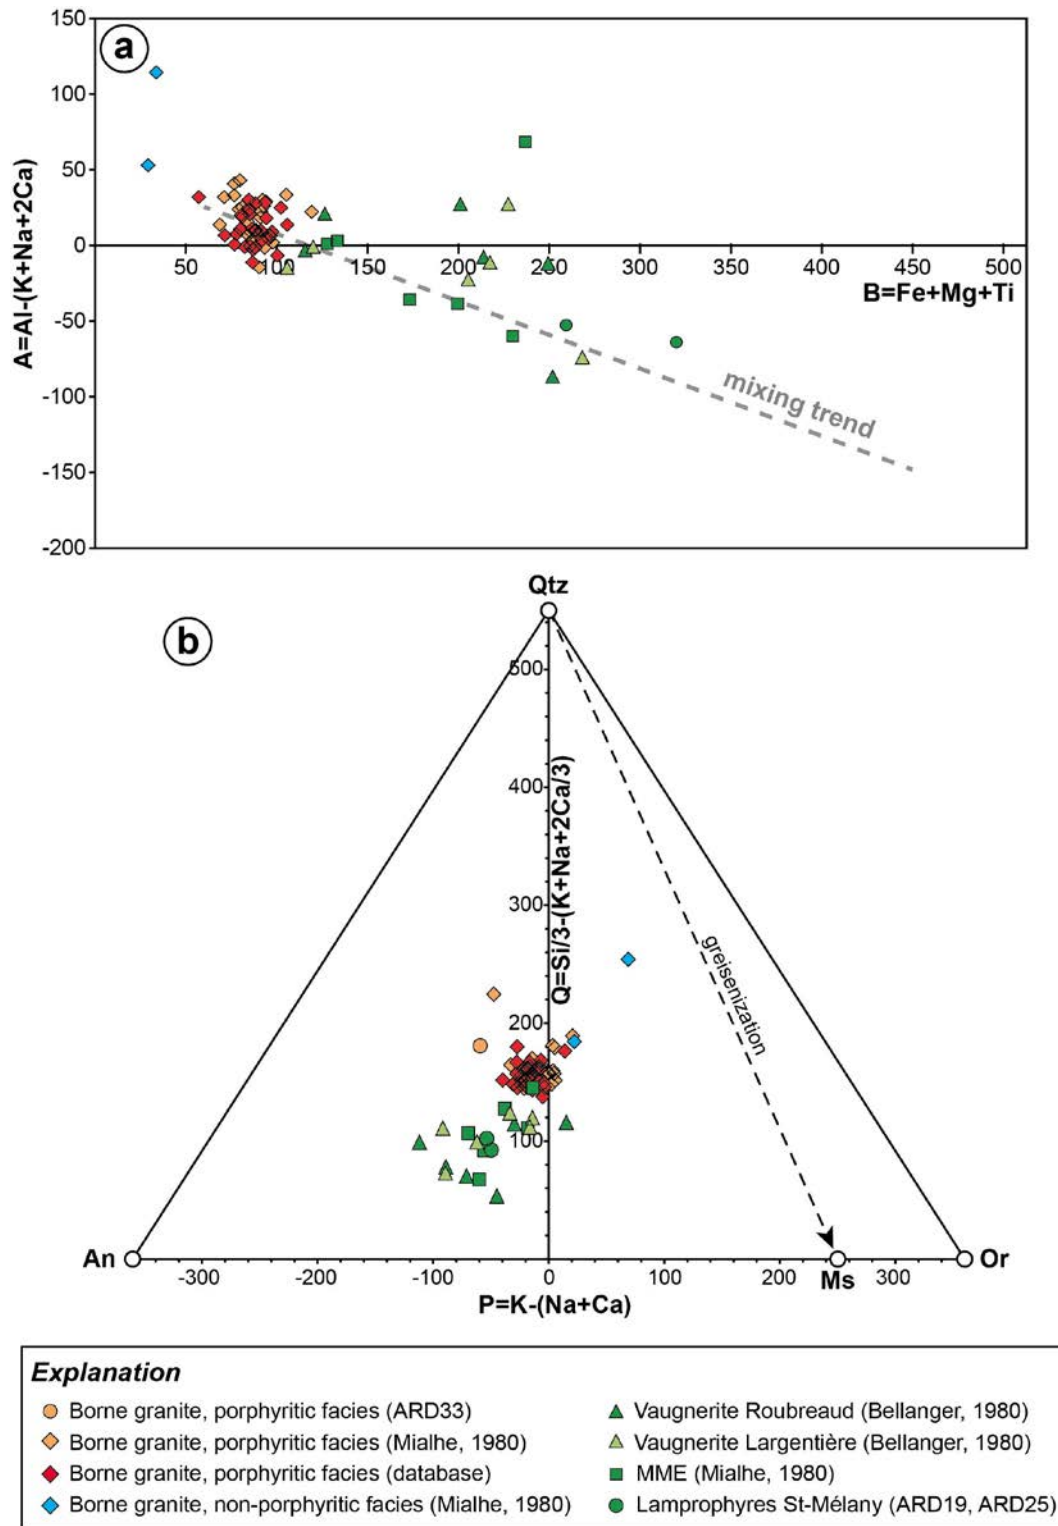 a
150
100
50
0
-50
-100
-150
-200
A=Al-(K+Na+2Ca)
50 100 150 200 250 300 350 400 450 500
B=Fe+Mg+Ti
mixing trend
b
Qtz
500
400
300
200
100
Q=Si/3-(K+Na+2Ca/3)
greisenization
An
Or
-300 -200 -100 0 100 200 300
Ms
P=K-(Na+Ca)
Explanation
Borne granite, porphyritic facies (ARD33)
Borne granite, porphyritic facies (Mialhe, 1980)
Borne granite, porphyritic facies (database)
Borne granite, non-porphyritic facies (Mialhe, 1980)
Vaugnerite Roubreaud (Bellanger, 1980)
Vaugnerite Largentière (Bellanger, 1980)
MME (Mialhe, 1980)
Lamprophyres St-Mélany (ARD19, ARD25)